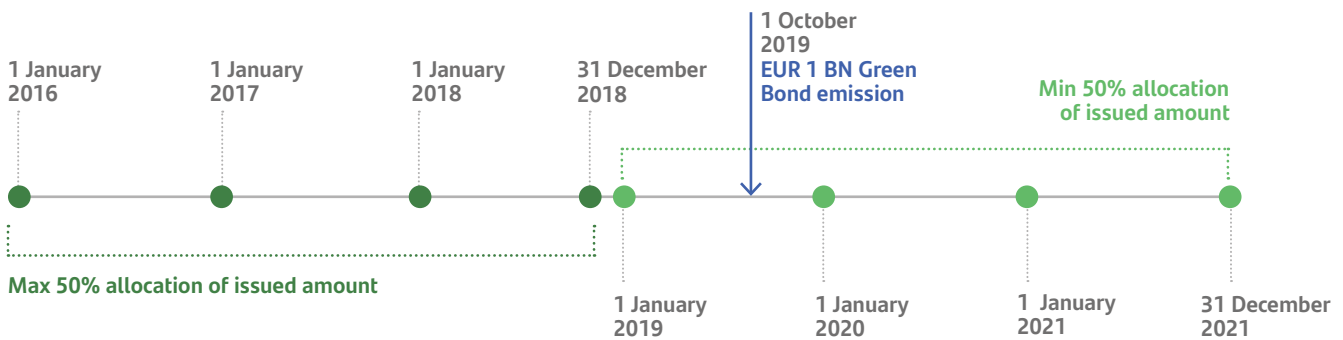 1 October
2019
EUR 1 BN Green
Bond emission
1 January
2016
1 January
2017
1 January
2018
31 December
2018
Min 50% allocation
of issued amount
Max 50% allocation of issued amount
1 January
2019
1 January
2020
1 January
2021
31 December
2021